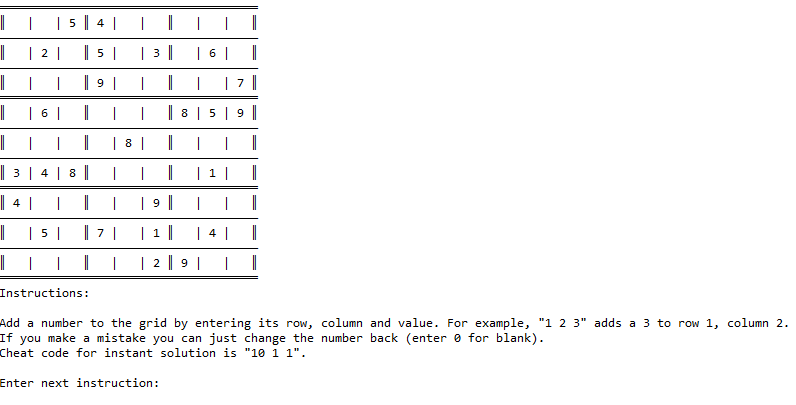 ║   |   | 5 ║ 4 |   |   ║   |   |   ║
║   | 2 |   ║ 5 |   | 3 ║   | 6 |   ║
║   |   |   ║ 9 |   |   ║   |   | 7 ║
║   | 6 |   ║   |   |   ║ 8 | 5 | 9 ║
║   |   |   ║   | 8 |   ║   |   |   ║
║ 3 | 4 | 8 ║   |   |   ║   | 1 |   ║
║ 4 |   |   ║   |   | 9 ║   |   |   ║
║   | 5 |   ║ 7 |   | 1 ║   | 4 |   ║
║   |   |   ║   |   | 2 ║ 9 |   |   ║
Instructions:
Add a number to the grid by entering its row, column and value. For example, "1 2 3" adds a 3 to row 1, column 2.
If you make a mistake you can just change the number back (enter 0 for blank).
Cheat code for instant solution is "10 1 1".
Enter next instruction: